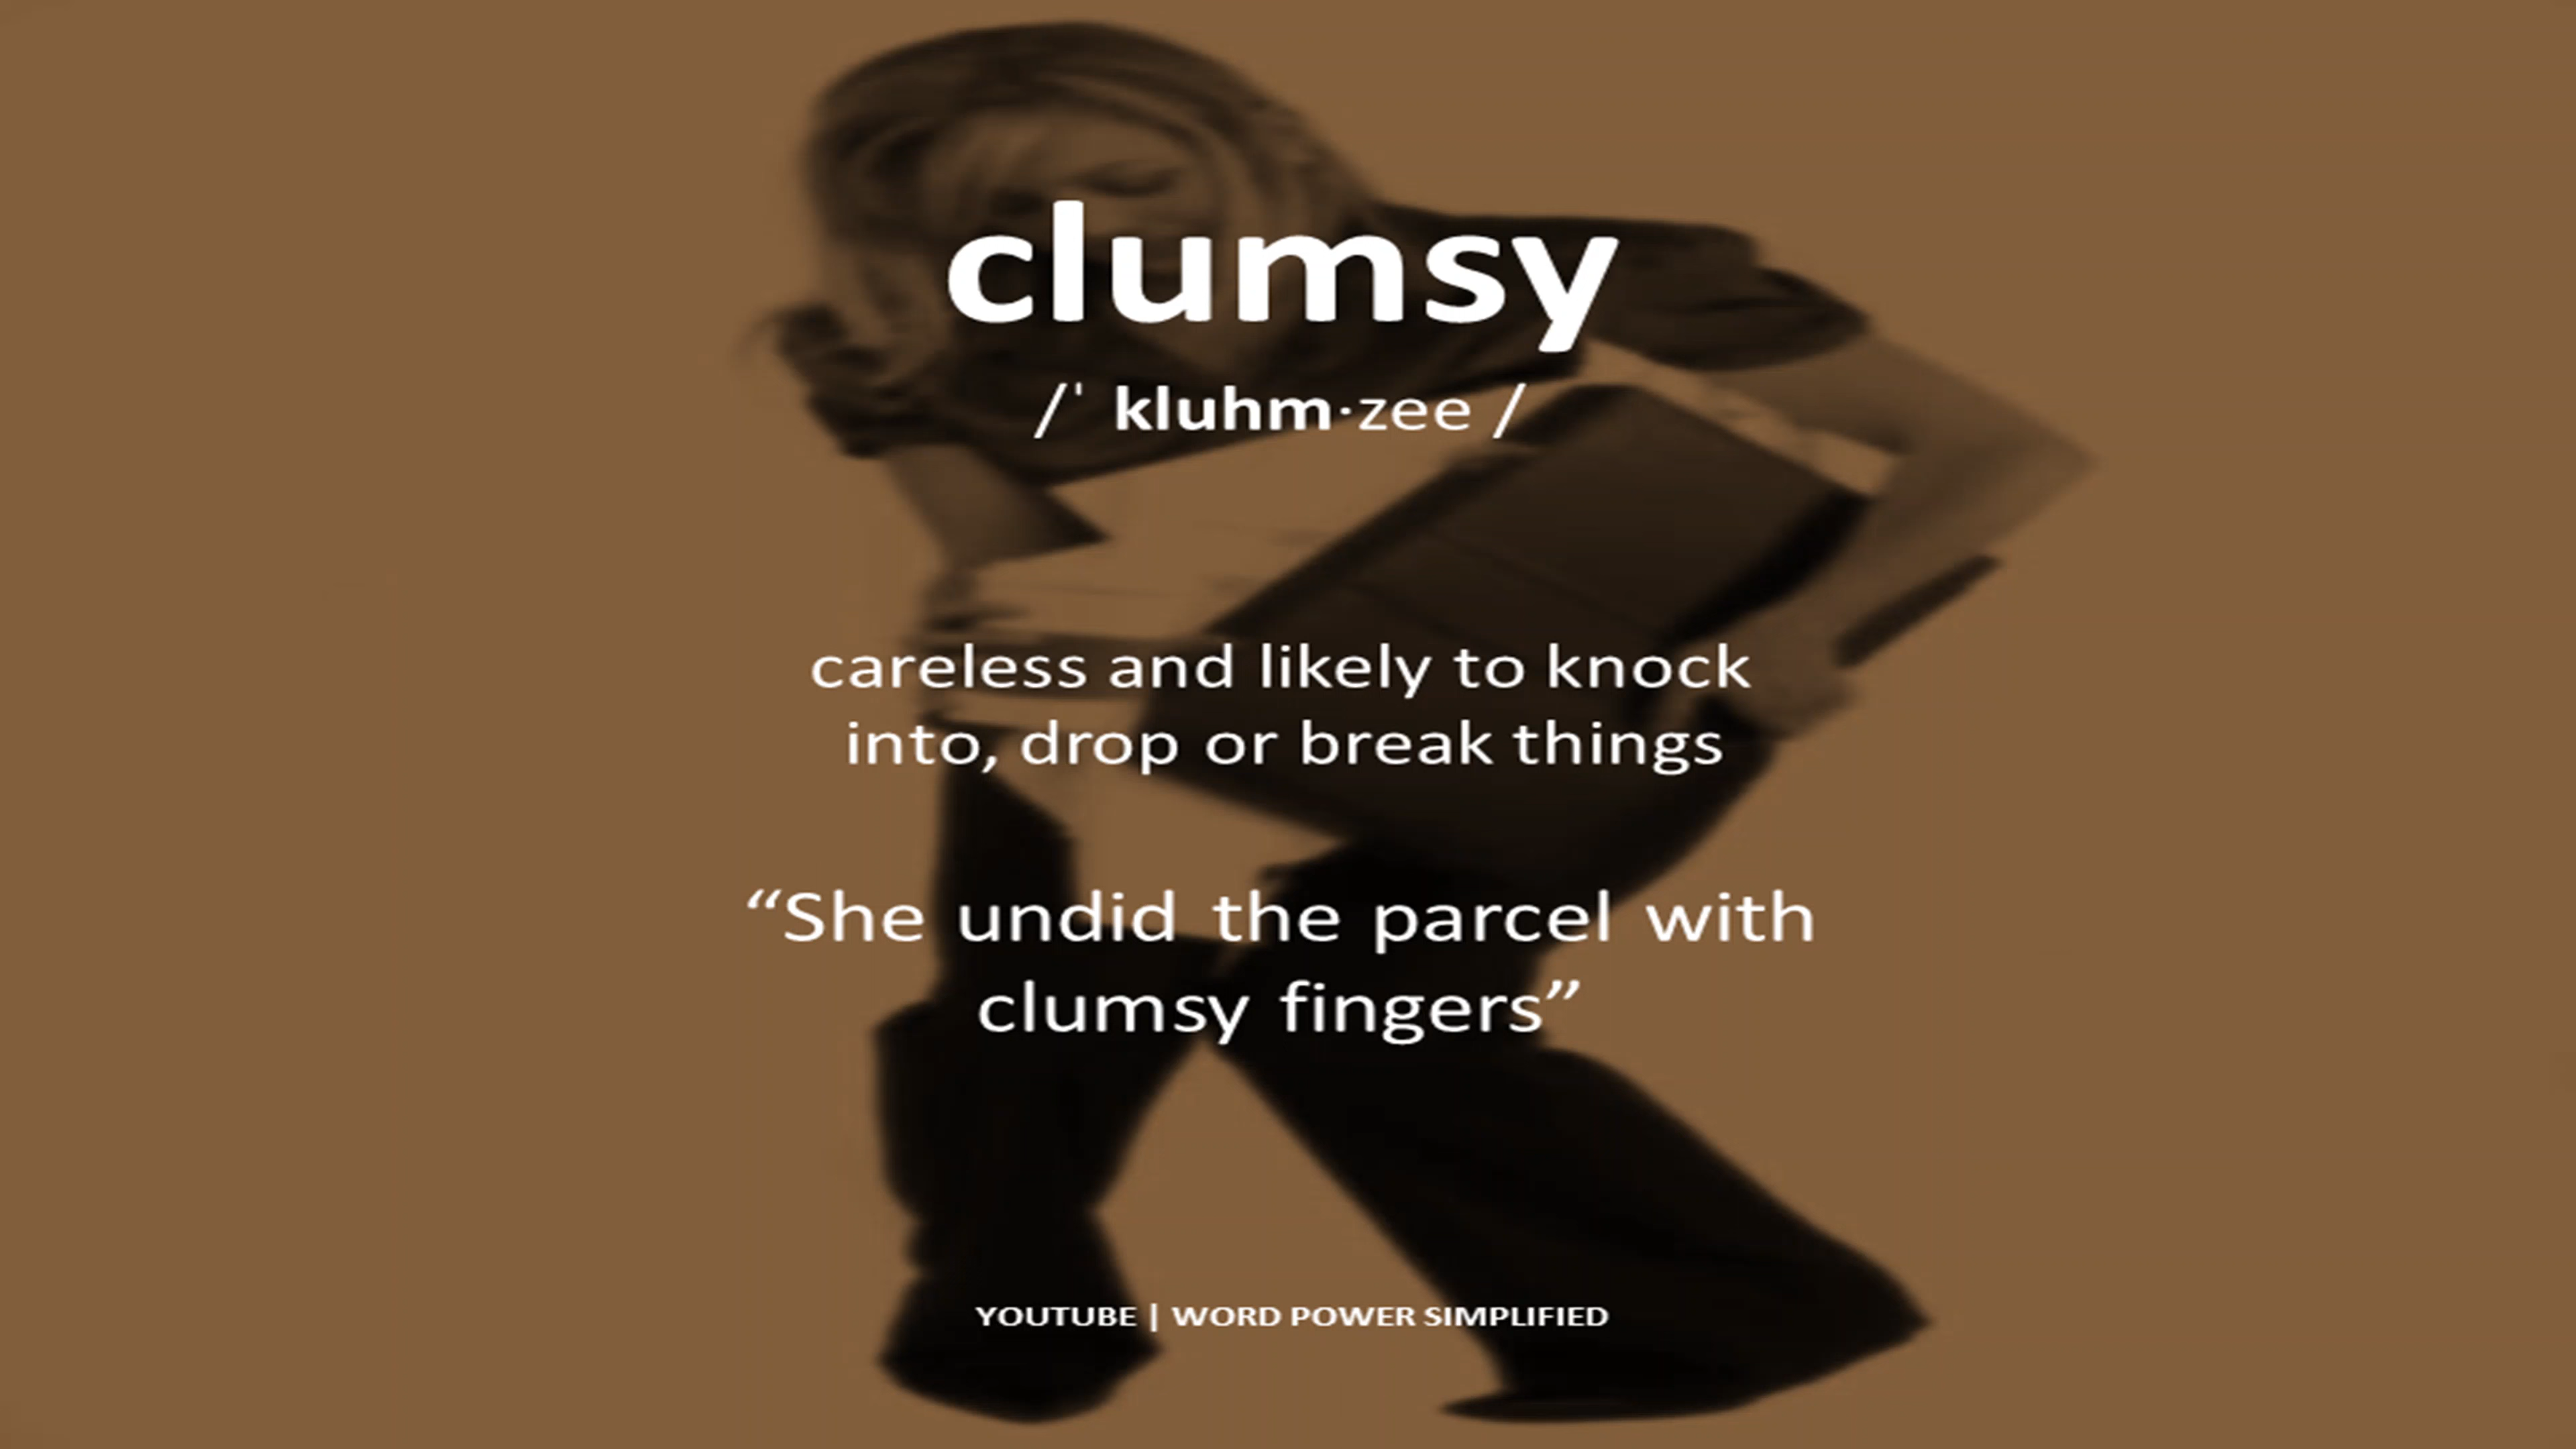 clumsy
/ˈ kluhm·zee /
careless and likely to knock
into, drop or break things
“She undid the parcel with
clumsy fingers”
YOUTUBE | WORD POWER SIMPLIFIED